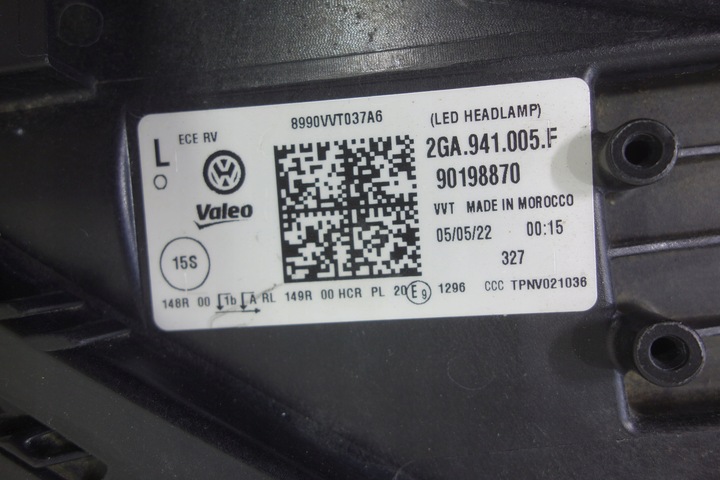 8990VVT037A6
(LED HEADLAMP)
L
ECE RV
2GA.941.005.F
90198870
Valeo
VVT MADE IN MOROCCO
05/05/22 00:15
15S
327
148R 00 1b A RL 149R 00 HCR PL 20 E9 1296 CCC TPNV021036